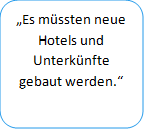 „Es müssten neue
Hotels und
Unterkünfte
gebaut werden.“